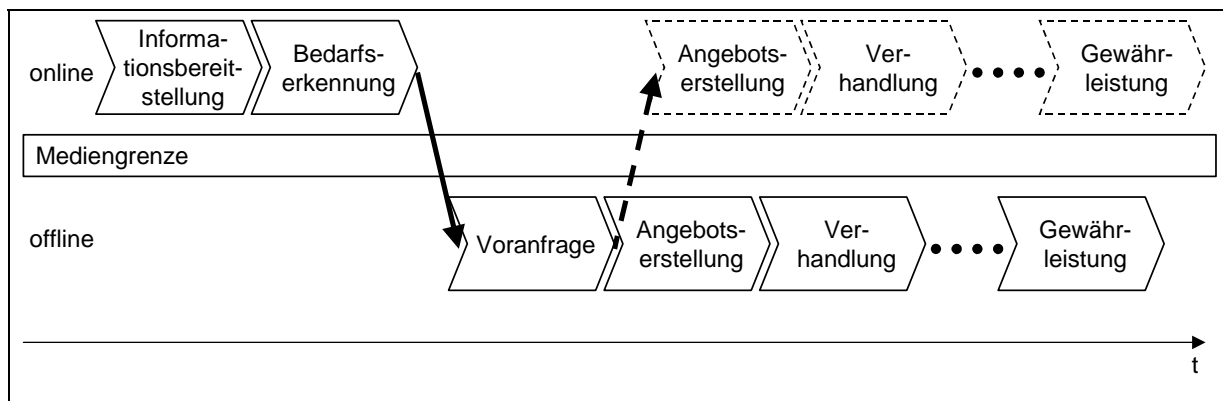 online
Informa-
tionsbereit-
stellung
Bedarfs-
erkennung
Angebots-
erstellung
Ver-
handlung
Gewähr-
leistung
Mediengrenze
offline
Voranfrage
Angebots-
erstellung
Ver-
handlung
Gewähr-
leistung
t